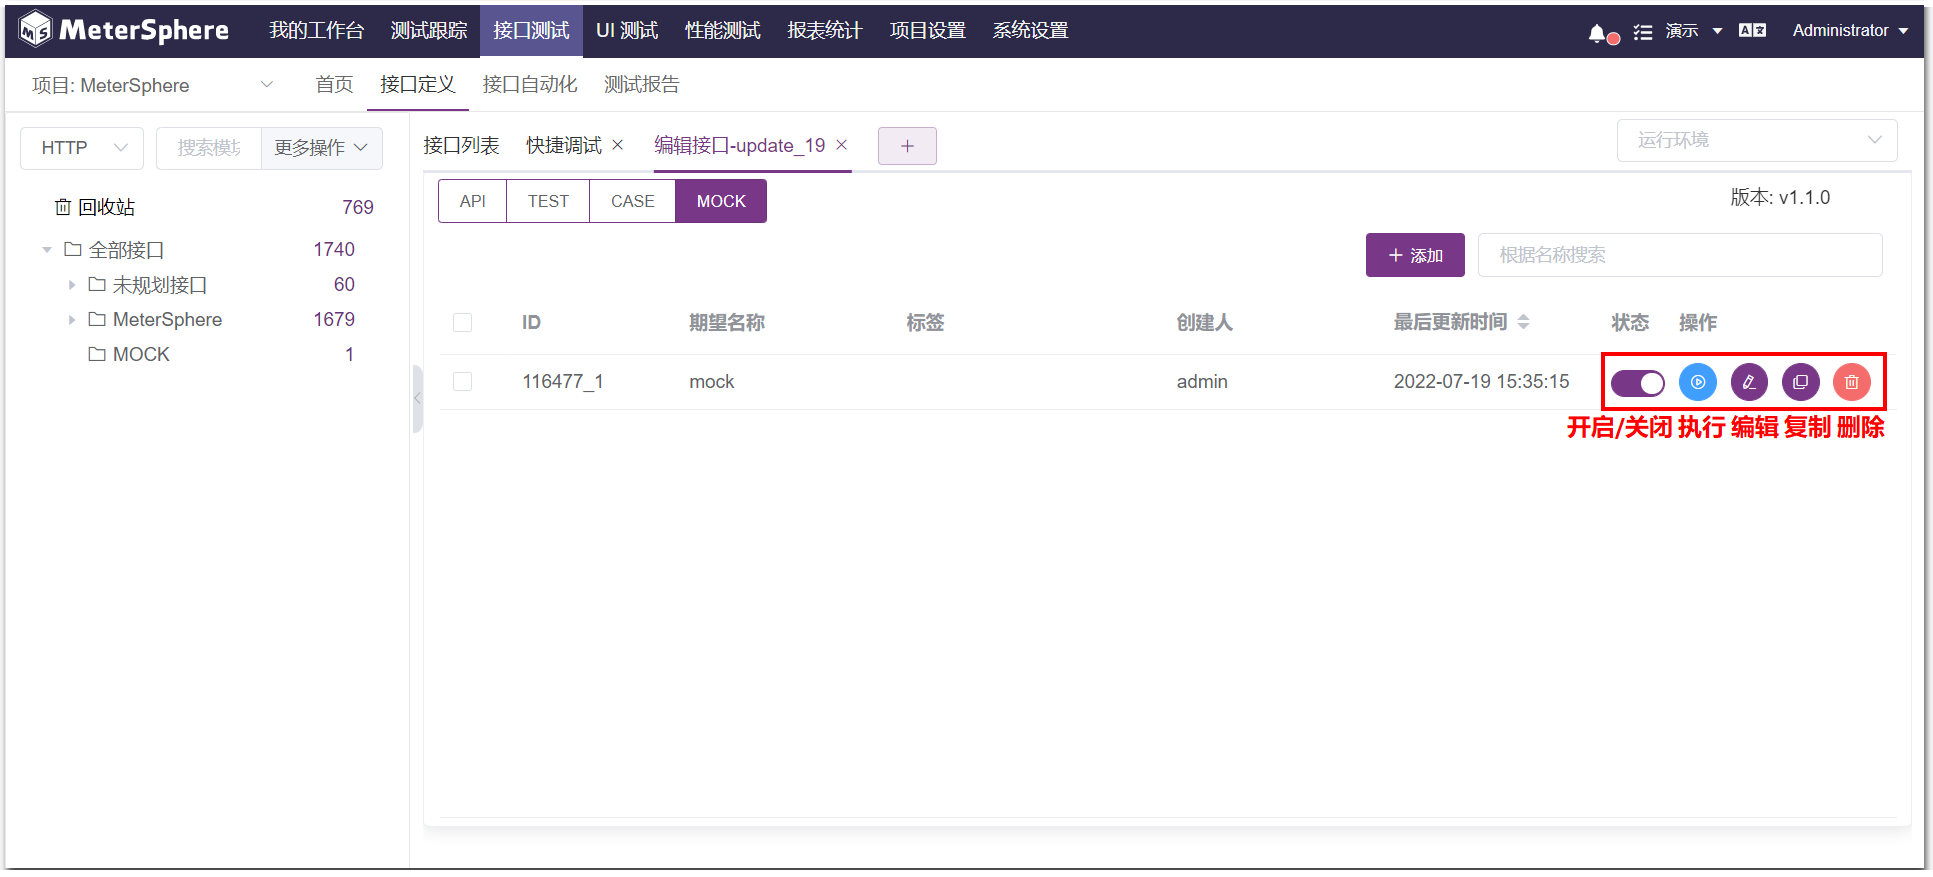 MeterSphere 我的工作台 测试跟踪 接口测试 UI 测试 性能测试 报表统计 项目设置 系统设置 演示 Administrator
项目: MeterSphere 首页 接口定义 接口自动化 测试报告
HTTP 搜索模块 更多操作
回收站 769
全部接口 1740
未规划接口 60
MeterSphere 1679
MOCK 1
接口列表 快捷调试 编辑接口-update_19 运行环境
API TEST CASE MOCK 版本: v1.1.0
添加 根据名称搜索
ID 期望名称 标签 创建人 最后更新时间 状态 操作
116477_1 mock admin 2022-07-19 15:35:15
开启/关闭 执行 编辑 复制 删除